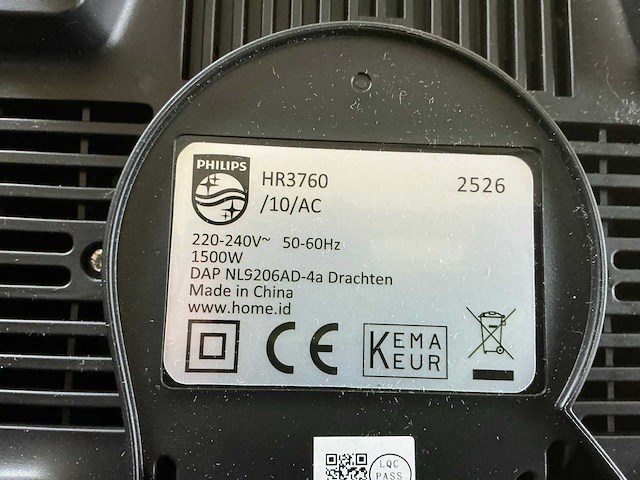 PHILIPS
HR3760
/10/AC
2526
220-240V~ 50-60Hz
1500W
DAP NL9206AD-4a Drachten
Made in China
www.home.id
CE
KEMA
KEUR
LQC
PASS